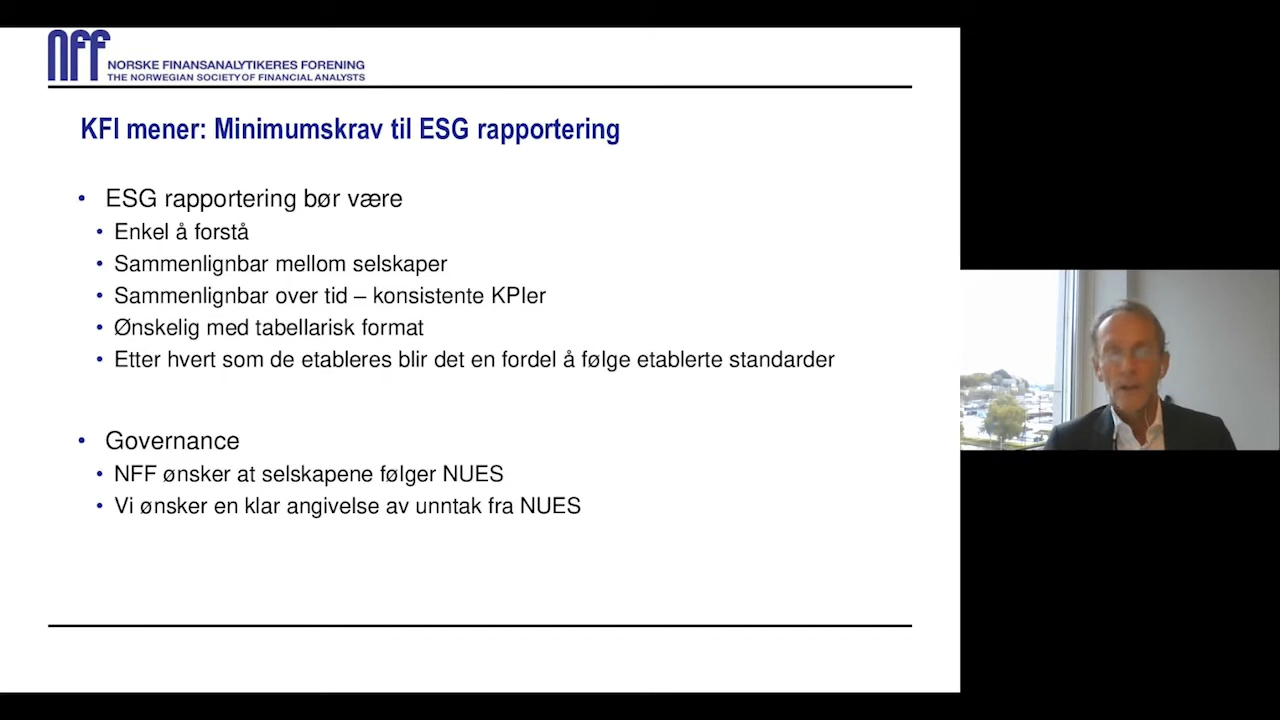 nff
NORSKE FINANSANALYTIKERES FORENING
THE NORWEGIAN SOCIETY OF FINANCIAL ANALYSTS
KFI mener: Minimumskrav til ESG rapportering
• ESG rapportering bør være
• Enkel å forstå
• Sammenlignbar mellom selskaper
• Sammenlignbar over tid – konsistente KPIer
• Ønskelig med tabellarisk format
• Etter hvert som de etableres blir det en fordel å følge etablerte standarder
• Governance
• NFF ønsker at selskapene følger NUES
• Vi ønsker en klar angivelse av unntak fra NUES